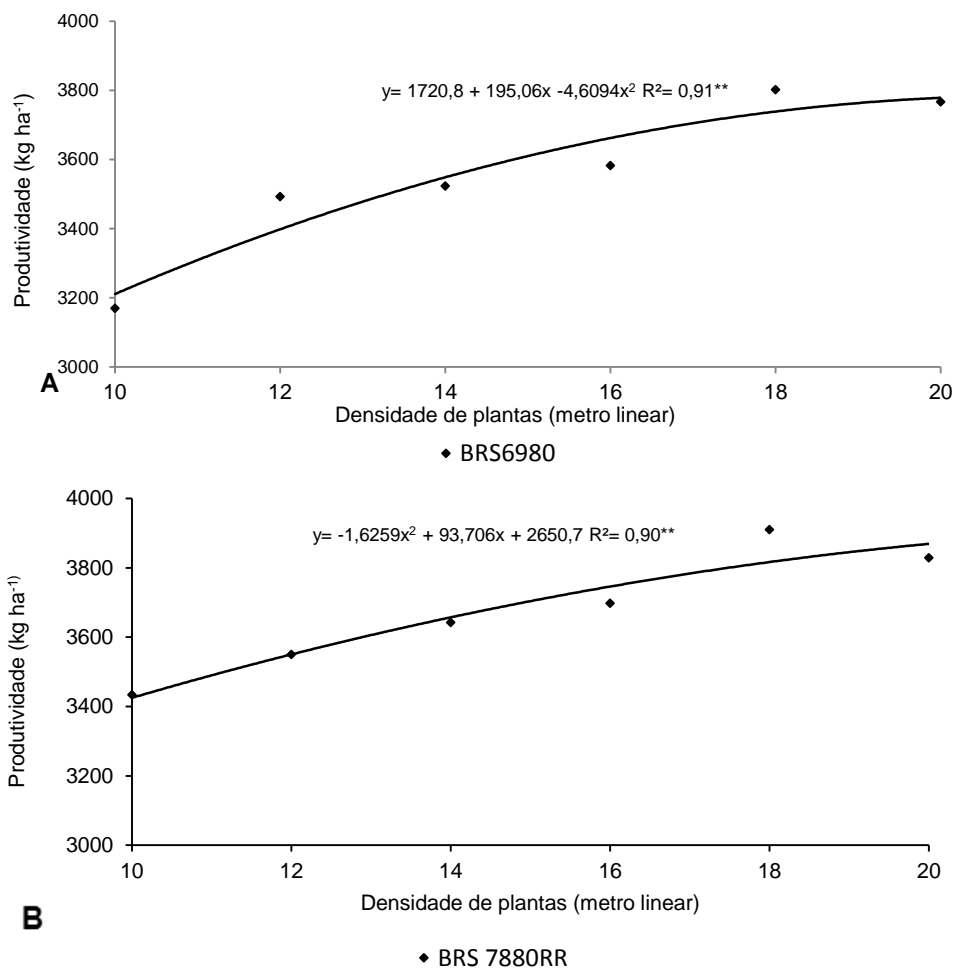 4000
3800
3600
3400
3200
3000
Produtividade (kg ha⁻¹)
y= 1720,8 + 195,06x -4,6094x² R²= 0,91**
A
10 12 14 16 18 20
Densidade de plantas (metro linear)
BRS6980
4000
3800
3600
3400
3200
3000
Produtividade (kg ha⁻¹⁾
y= -1,6259x² + 93,706x + 2650,7 R²= 0,90**
10 12 14 16 18 20
Densidade de plantas (metro linear)
B
BRS 7880RR